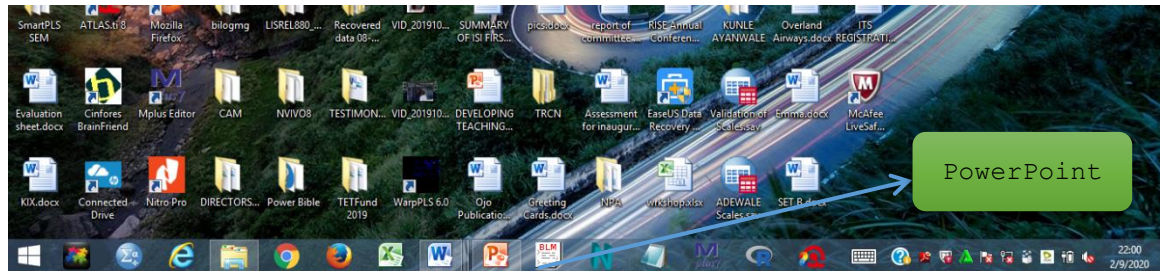 SmartPLS SEM
ATLAS.ti 8
Mozilla Firefox
bilogmg
LISREL880_...
Recovered data 08-...
VID_201910...
SUMMARY OF ISI FIRS...
pics.docx
report of committee...
RISE Annual Conferen...
KUNLE AYANWALE
Overland Airways.docx
ITS REGISTRATI...
Evaluation sheet.docx
Cinfores BrainFriend
Mplus Editor
CAM
NVIVO8
TESTIMON...
VID_201910...
DEVELOPING TEACHING...
TRCN
Assessment for inaugur...
EaseUS Data Recovery ...
Validation of Scales.sav
Emma.docx
McAfee LiveSaf...
PowerPoint
KIX.docx
Connected Drive
Nitro Pro
DIRECTORS...
Power Bible
TETFund 2019
WarpPLS 6.0
Ojo Publicatio...
Greeting Cards.docx
NPA
wrkshop.xlsx
ADEWALE Scales.sav
SET B.docx
BLM
22:00
2/9/2020